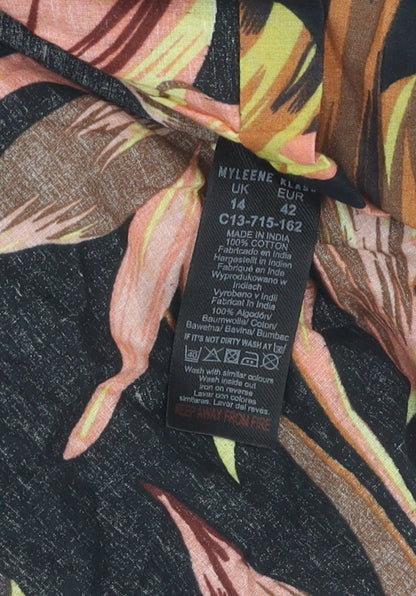 MYLEENE KLASS
UK EUR
14 42
C13-715-162
MADE IN INDIA
100% COTTON
Fabricado en India
Hergestellt in Indien
Fabriqué en India
Wyprodukowano w
Indiach
Vyrobeno v Indii
Fabricat în India
100% Algodón/
Baumwolle/ Coton/
Bawełna/ Bavlna/ Bumbac
IF IT'S NOT DIRTY WASH AT 30
40
Wash with similar colours
Wash inside out
Iron on reverse
Lavar con colores
similares. Lavar del revés.
KEEP AWAY FROM FIRE